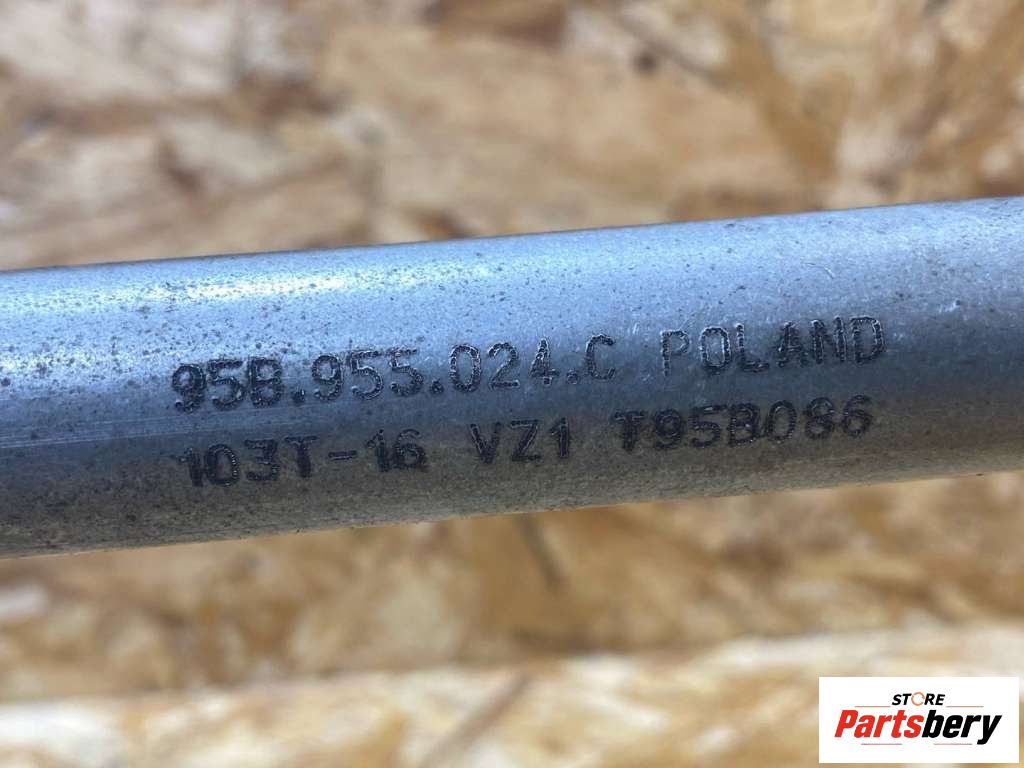 95B.955.024.C POLAND
103T-16 VZ1 T95B086
STORE
Partsbery